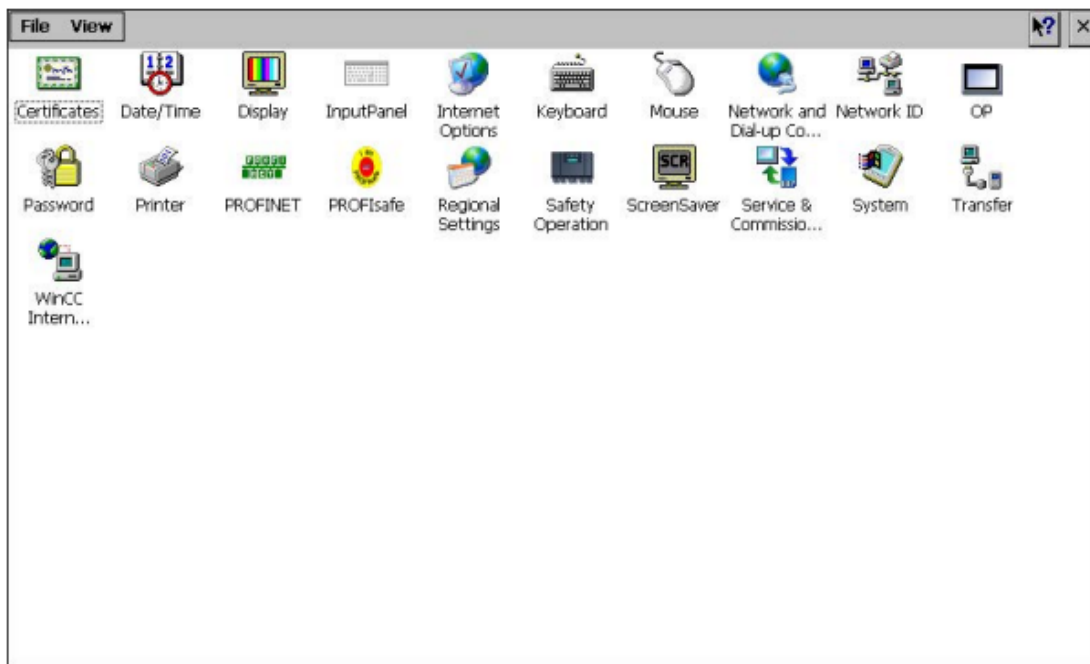 File View
Certificates Date/Time Display InputPanel Internet Options Keyboard Mouse Network and Dial-up Co... Network ID OP
Password Printer PROFINET PROFIsafe Regional Settings Safety Operation SCR ScreenSaver Service & Commissio... System Transfer
WinCC Intern...